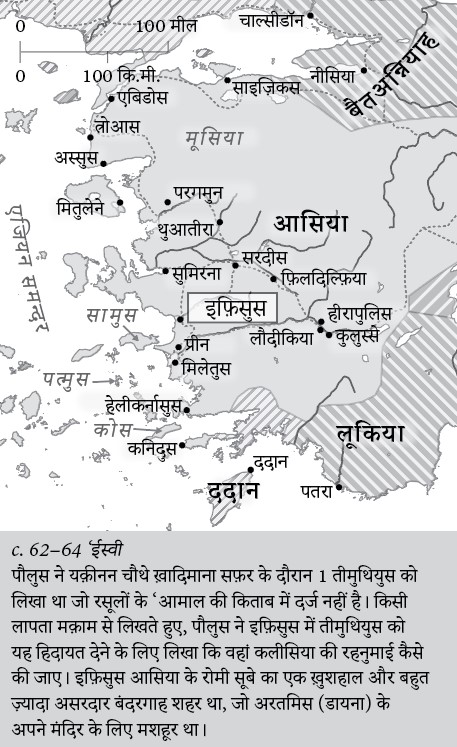 0 100 मील
चाल्सीडॉन
0 100 कि.मी.
नीसिया
बैतअन्नियाह
साइज़िकस
एबिडोस
त्रोआस
मूसिया
अस्सुस
परगमुन
मितुलेने
थुआतीरा
आसिया
एजियन समन्दर
सरदीस
सुमिरना
फ़िलदिल्फ़िया
इफ़िसुस
सामुस
हीरापुलिस
लौदीकिया
कुलुस्से
प्रीन
मिलेतुस
पत्मुस
हेलीकर्नासुस
कोस
लूकिया
कनिदुस
ददान
ददान
पतरा
c. 62–64 ‘ईस्वी
पौलुस ने यक़ीनन चौथे ख़ादिमाना सफ़र के दौरान 1 तीमुथियुस को
लिखा था जो रसूलों के ‘आमाल की किताब में दर्ज नहीं है। किसी
लापता मक़ाम से लिखते हुए, पौलुस ने इफ़िसुस में तीमुथियुस को
यह हिदायत देने के लिए लिखा कि वहां कलीसिया की रहनुमाई कैसे
की जाए। इफ़िसुस आसिया के रोमी सूबे का एक ख़ुशहाल और बहुत
ज़्यादा असरदार बंदरगाह शहर था, जो अरतमिस (डायना) के
अपने मंदिर के लिए मशहूर था।